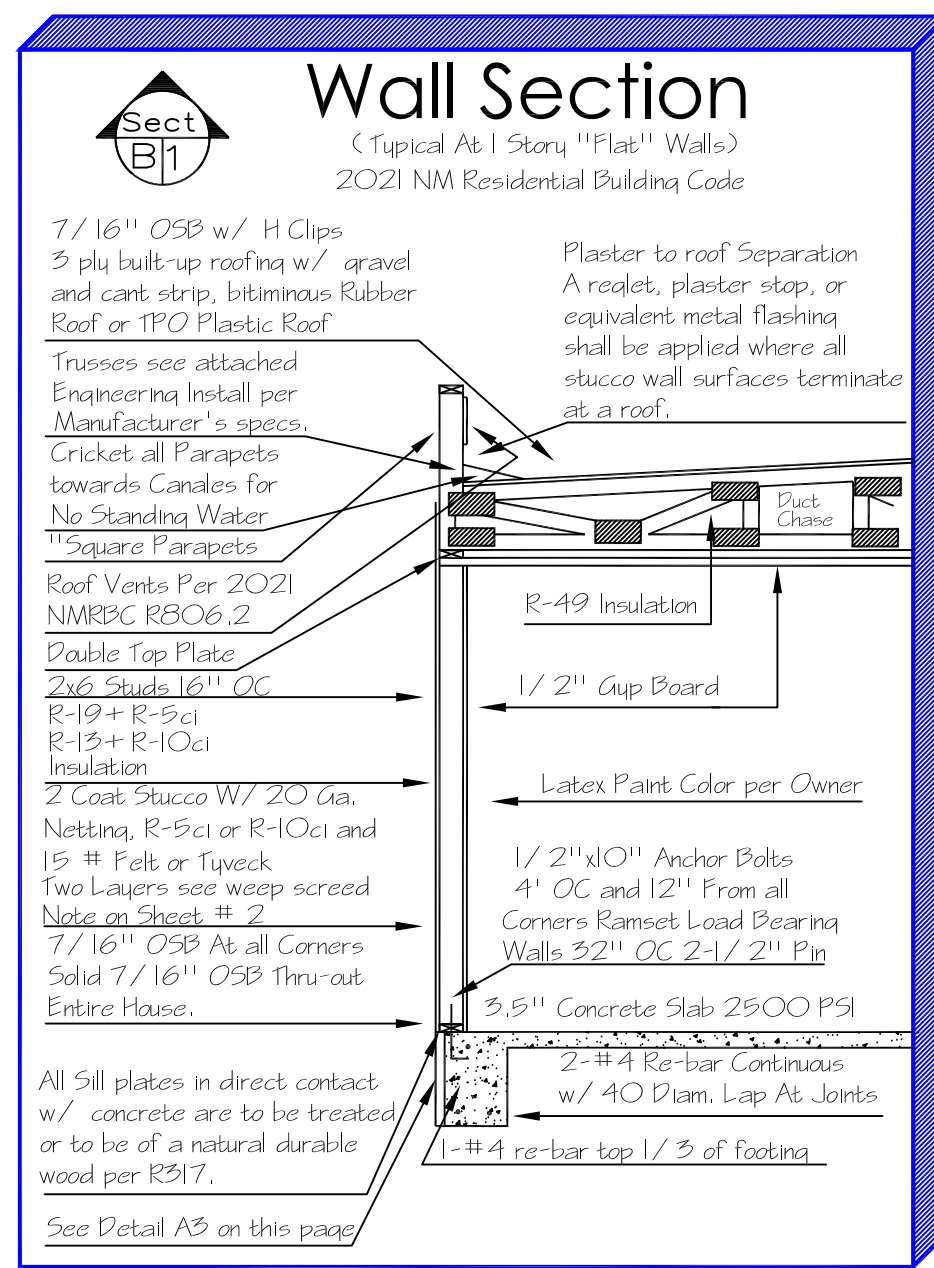 Sect
B 1
Wall Section
(Typical At 1 Story "Flat" Walls)
2021 NM Residential Building Code
7/16" OSB w/ H Clips
3 ply built-up roofing w/ gravel
and cant strip, bitiminous Rubber
Roof or TPO Plastic Roof
Trusses see attached
Engineering Install per
Manufacturer's specs.
Cricket all Parapets
towards Canales for
No Standing Water
"Square Parapets
Roof Vents Per 2021
NMRBC R806.2
Double Top Plate
2x6 Studs 16" OC
R-19+ R-5ci
R-13+ R-10ci
Insulation
2 Coat Stucco W/ 20 Ga.
Netting, R-5ci or R-10ci and
15 # Felt or Tyveck
Two Layers see weep screed
Note on Sheet # 2
7/16" OSB At all Corners
Solid 7/16" OSB Thru-out
Entire House.
All Sill plates in direct contact
w/ concrete are to be treated
or to be of a natural durable
wood per R317.
See Detail A3 on this page
Plaster to roof Separation
A reglet, plaster stop, or
equivalent metal flashing
shall be applied where all
stucco wall surfaces terminate
at a roof.
Duct
Chase
R-49 Insulation
1/2" Gyp Board
Latex Paint Color per Owner
1/2"x10" Anchor Bolts
4' OC and 12" From all
Corners Ramset Load Bearing
Walls 32" OC 2-1/2" Pin
3.5" Concrete Slab 2500 PSI
2-#4 Re-bar Continuous
w/ 40 Diam. Lap At Joints
1-#4 re-bar top 1/3 of footing